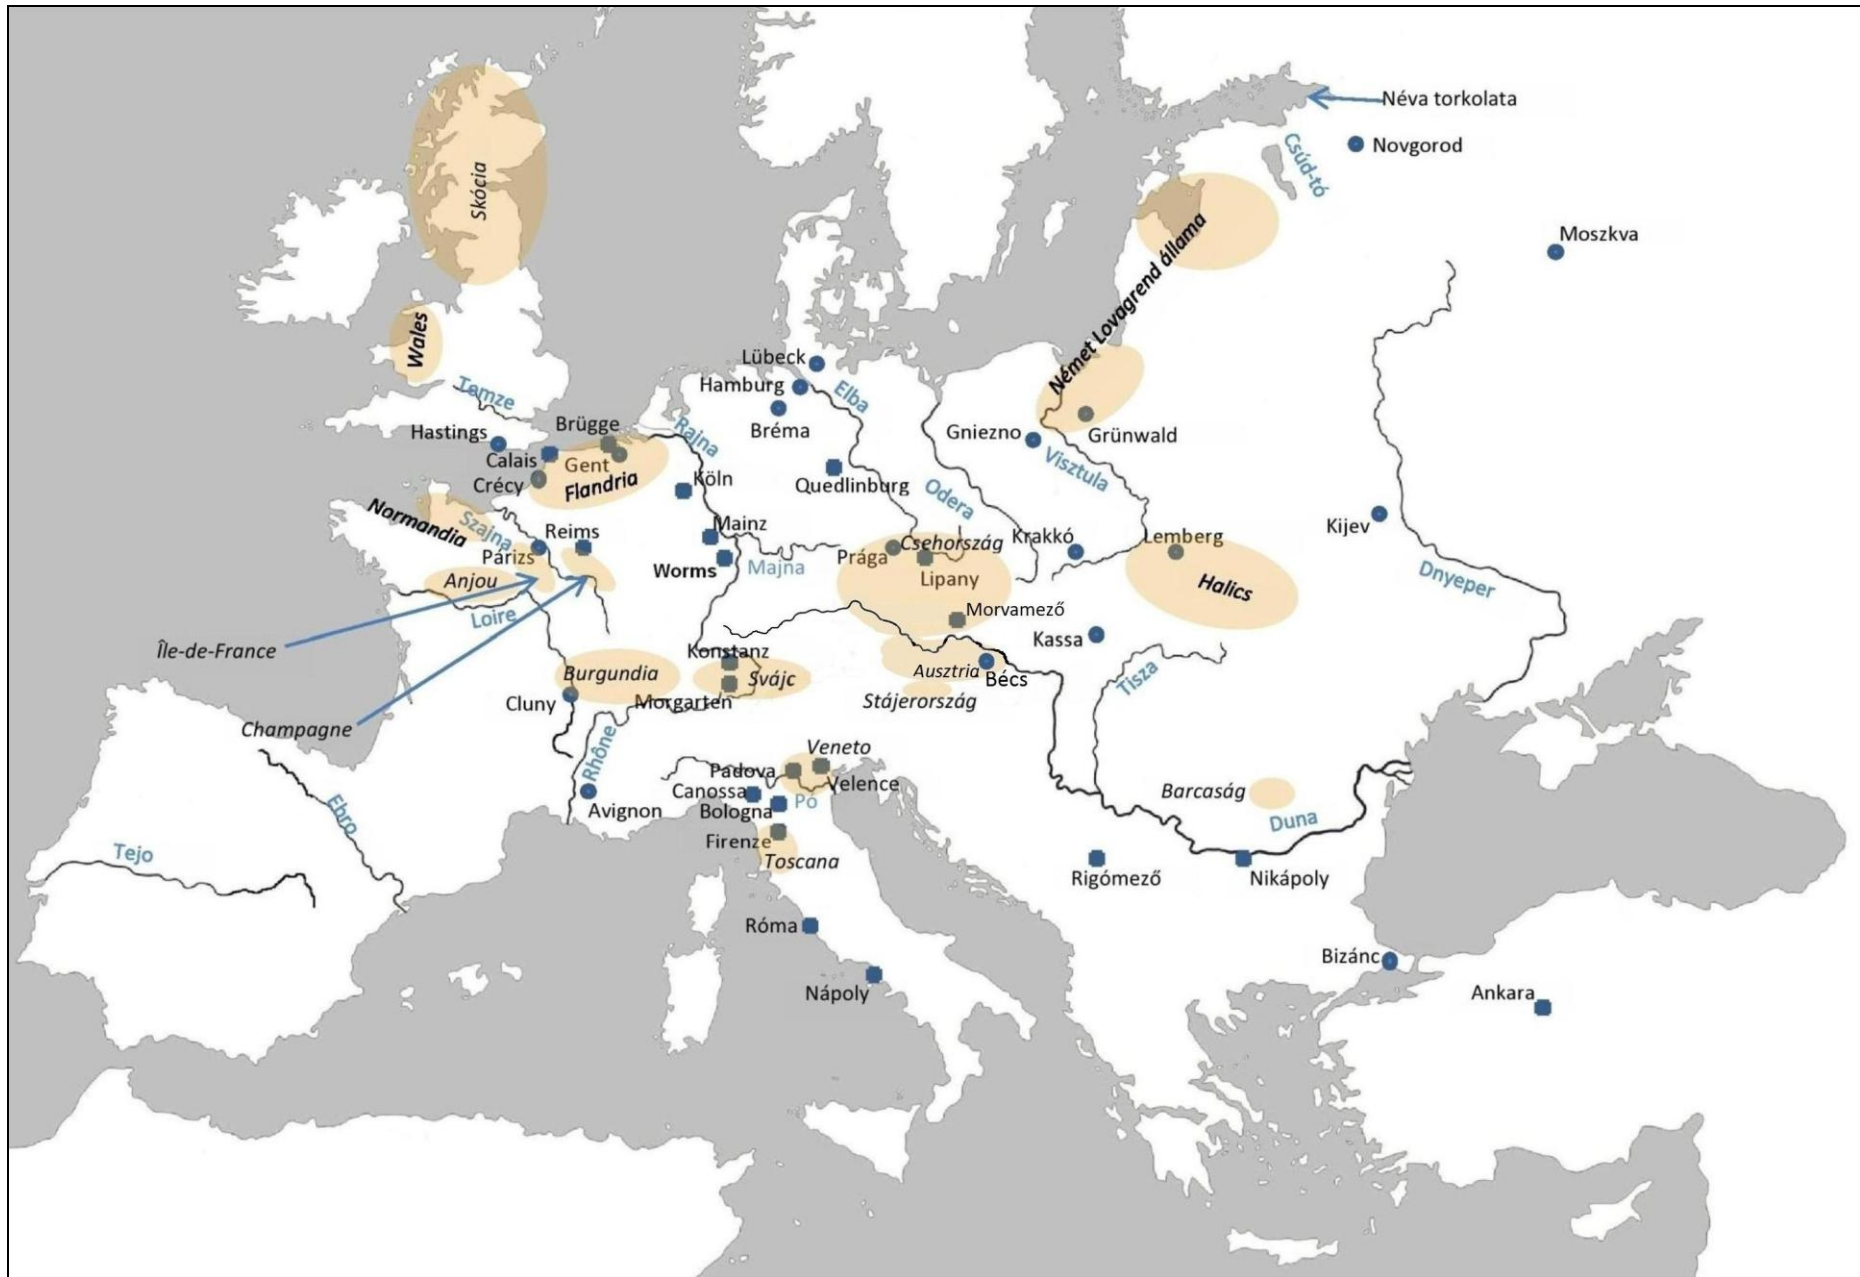 Néva torkolata
Csúd-tó
Novgorod
Skócia
Moszkva
Német Lovagrend állama
Wales
Lübeck
Hamburg
Elba
Temze
Bréma
Brügge
Rajna
Hastings
Gniezno
Grünwald
Calais
Gent
Visztula
Crécy
Flandria
Köln
Quedlinburg
Odera
Normandia
Szajna
Reims
Mainz
Kijev
Párizs
Csehország
Krakkó
Lemberg
Prága
Worms
Majna
Lipany
Anjou
Halics
Dnyeper
Loire
Morvamező
Île-de-France
Kassa
Konstanz
Burgundia
Svájc
Ausztria
Bécs
Tisza
Cluny
Morgarten
Stájerország
Champagne
Rhône
Veneto
Padova
Velence
Canossa
Barcaság
Avignon
Bologna
Pó
Ebro
Duna
Firenze
Tejo
Toscana
Rigómező
Nikápoly
Róma
Bizánc
Nápoly
Ankara